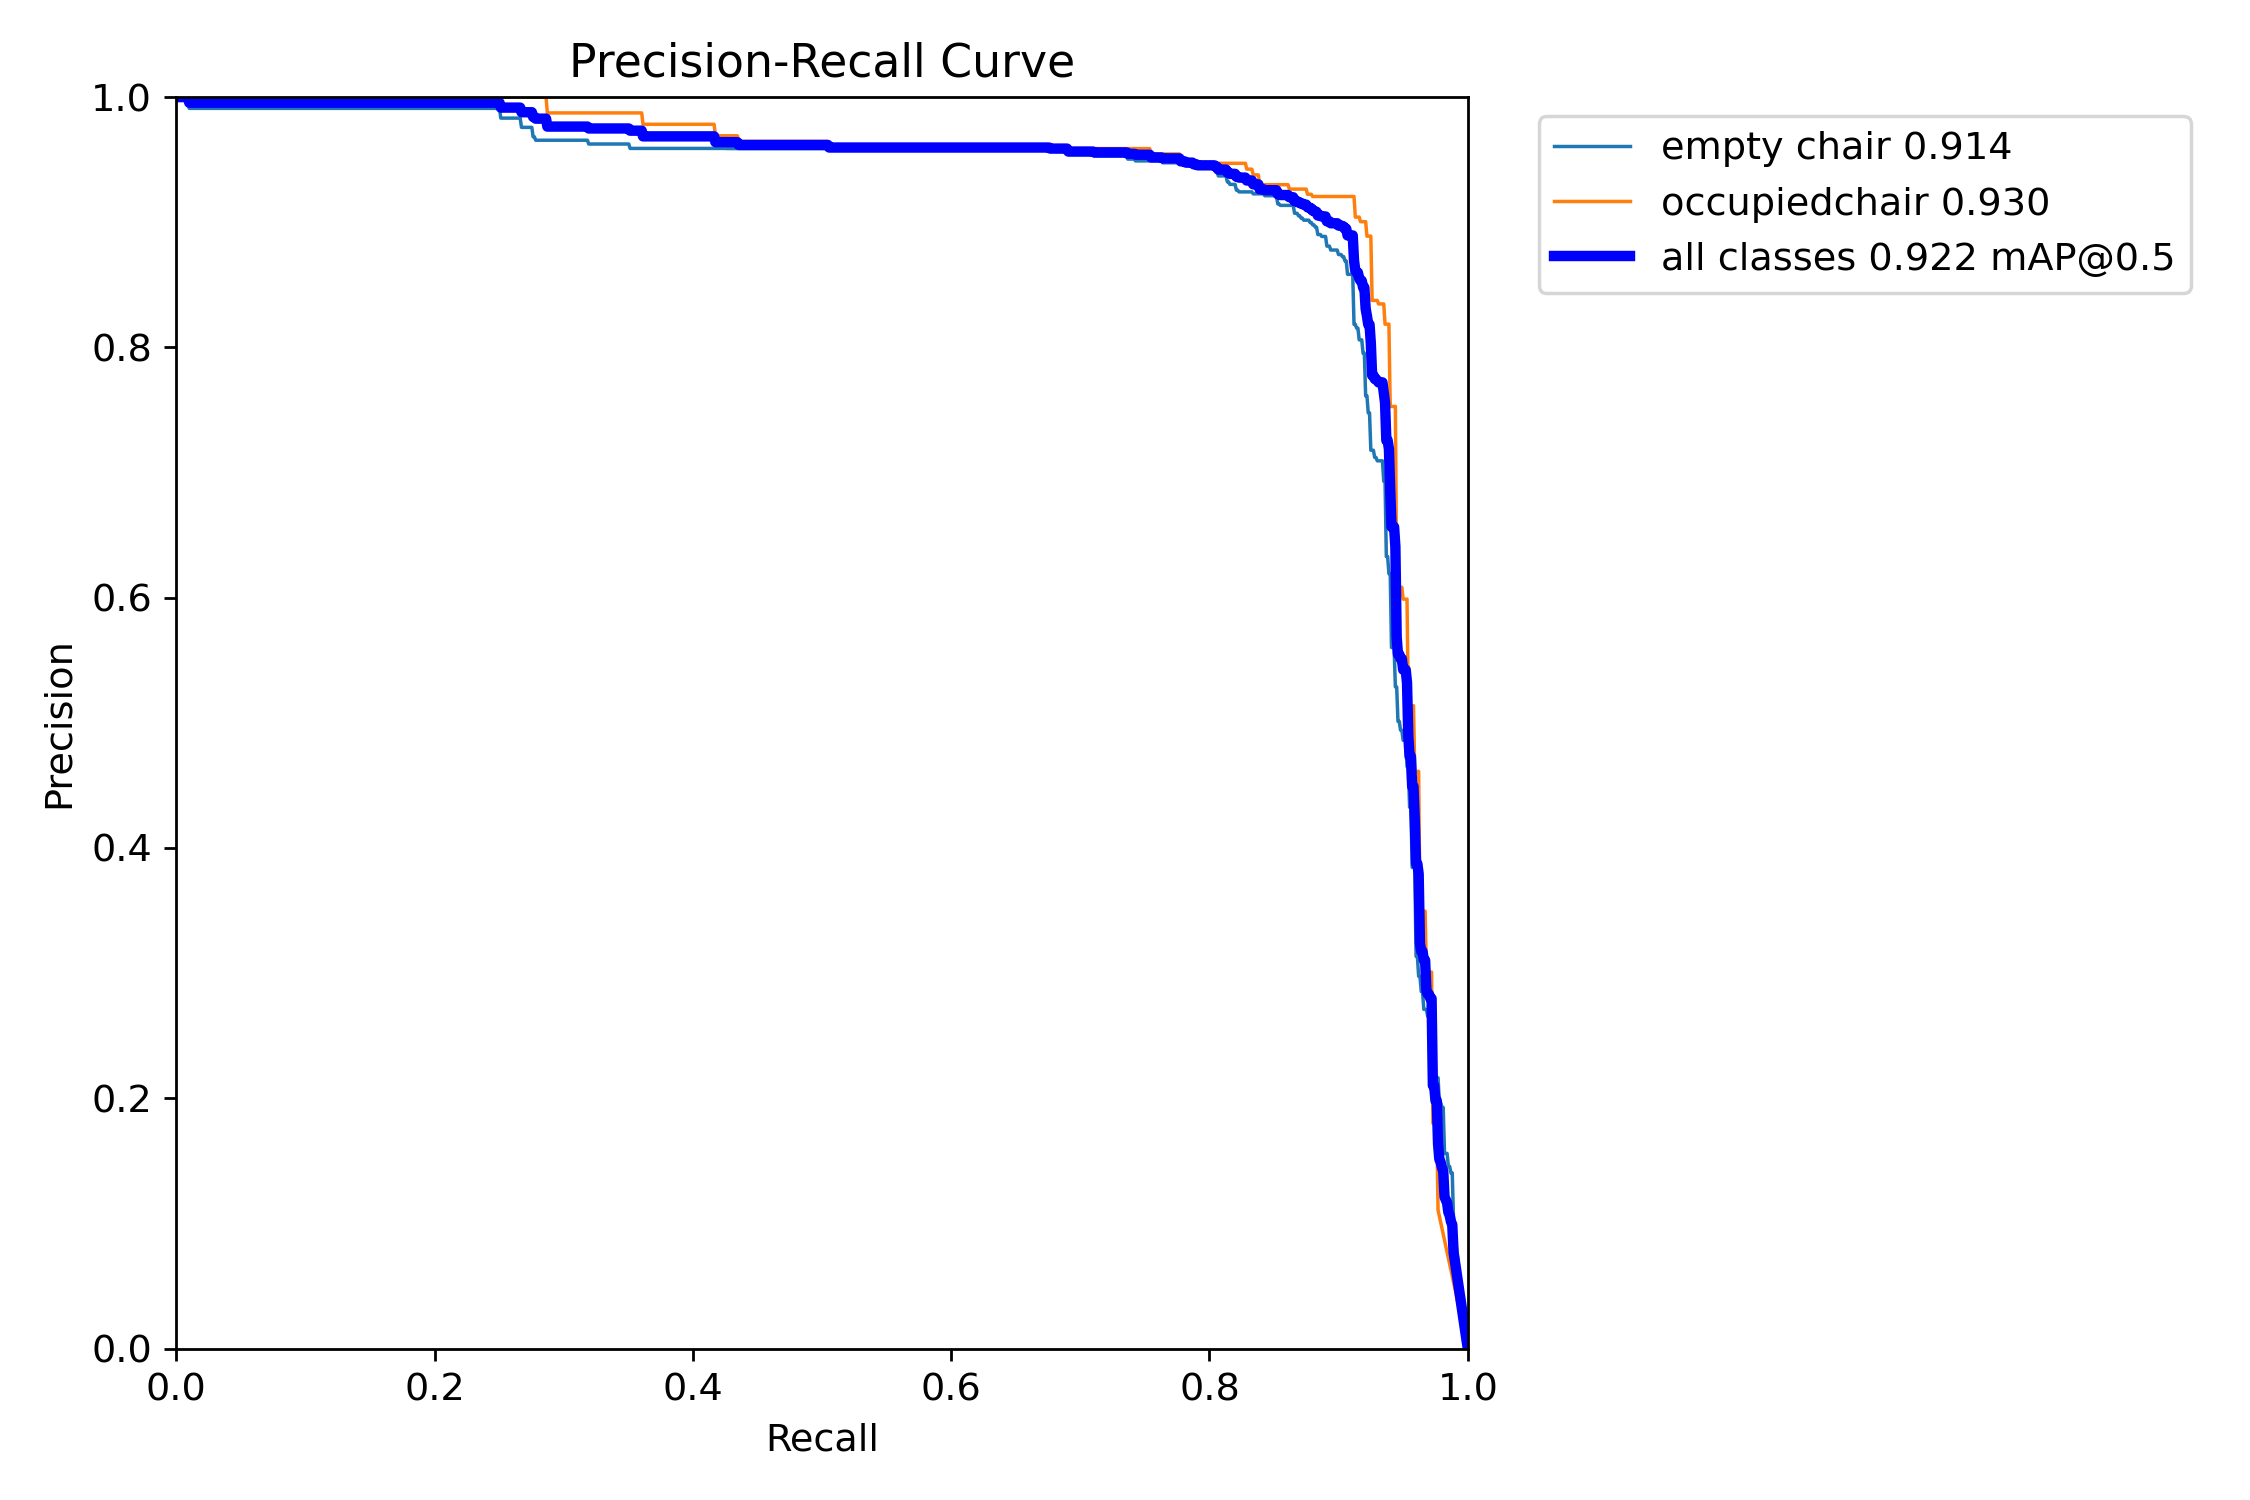 Precision-Recall Curve
1.0
0.8
0.6
0.4
0.2
0.0
Precision
0.0 0.2 0.4 0.6 0.8 1.0
Recall
empty chair 0.914
occupiedchair 0.930
all classes 0.922 mAP@0.5